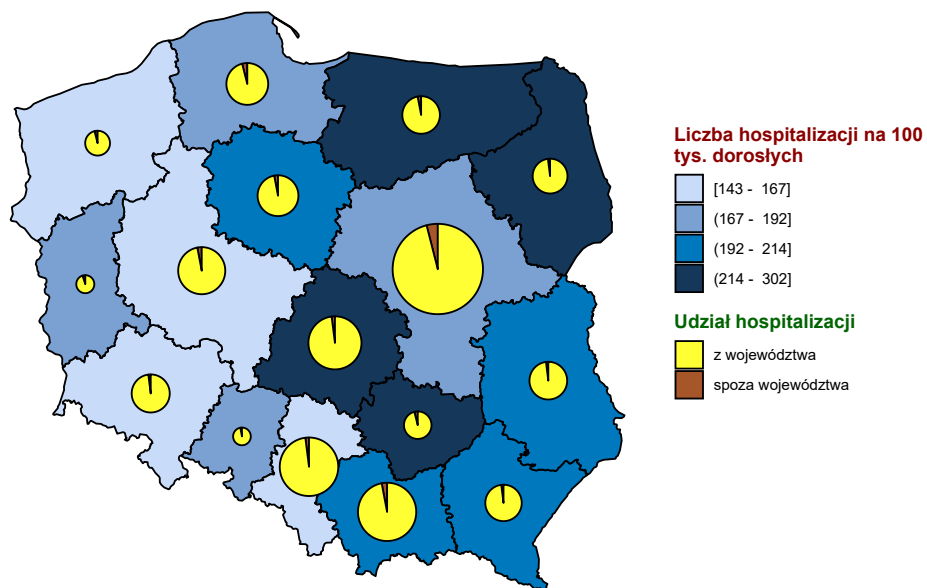 Liczba hospitalizacji na 100
tys. dorosłych
[143 - 167]
(167 - 192]
(192 - 214]
(214 - 302]
Udział hospitalizacji
z województwa
spoza województwa